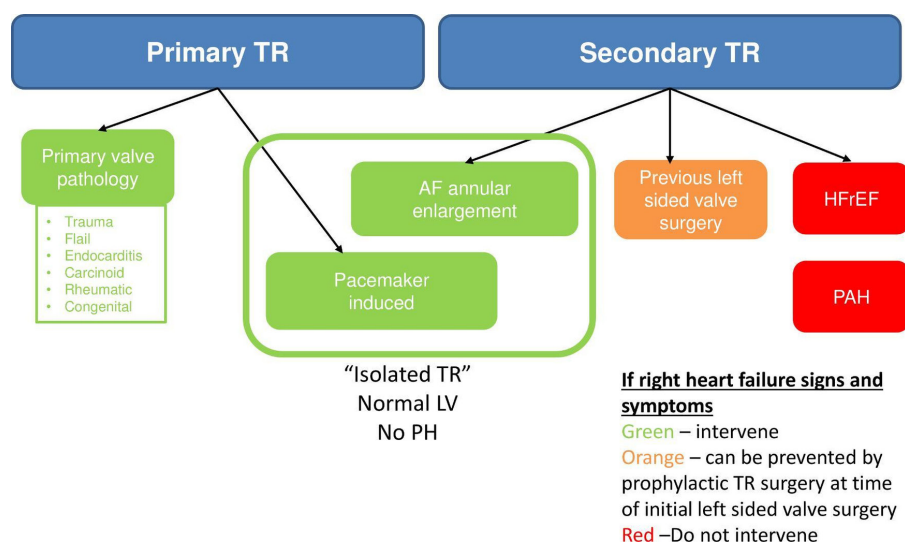 Primary TR
Secondary TR
Primary valve
pathology
• Trauma
• Flail
• Endocarditis
• Carcinoid
• Rheumatic
• Congenital
AF annular
enlargement
Pacemaker
induced
"Isolated TR"
Normal LV
No PH
Previous left
sided valve
surgery
HFrEF
PAH
If right heart failure signs and
symptoms
Green – intervene
Orange – can be prevented by
prophylactic TR surgery at time
of initial left sided valve surgery
Red –Do not intervene